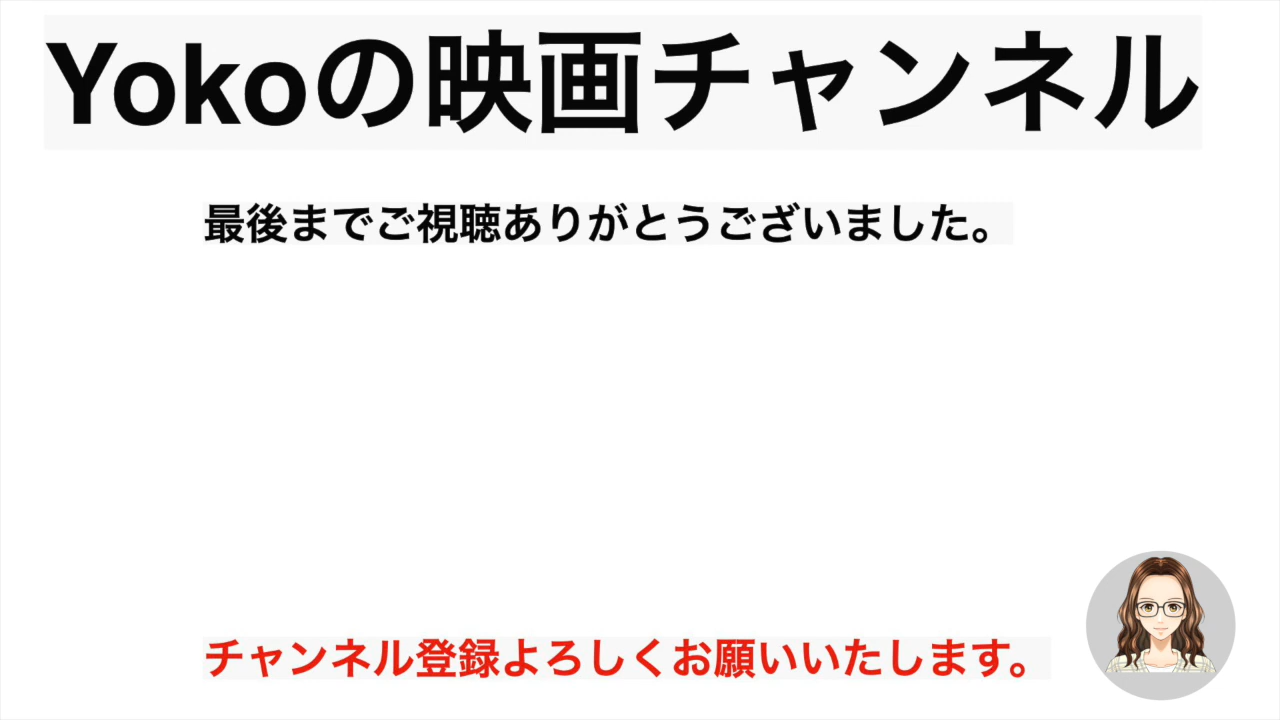 Yokoの映画チャンネル
最後までご視聴ありがとうございました。
チャンネル登録よろしくお願いいたします。